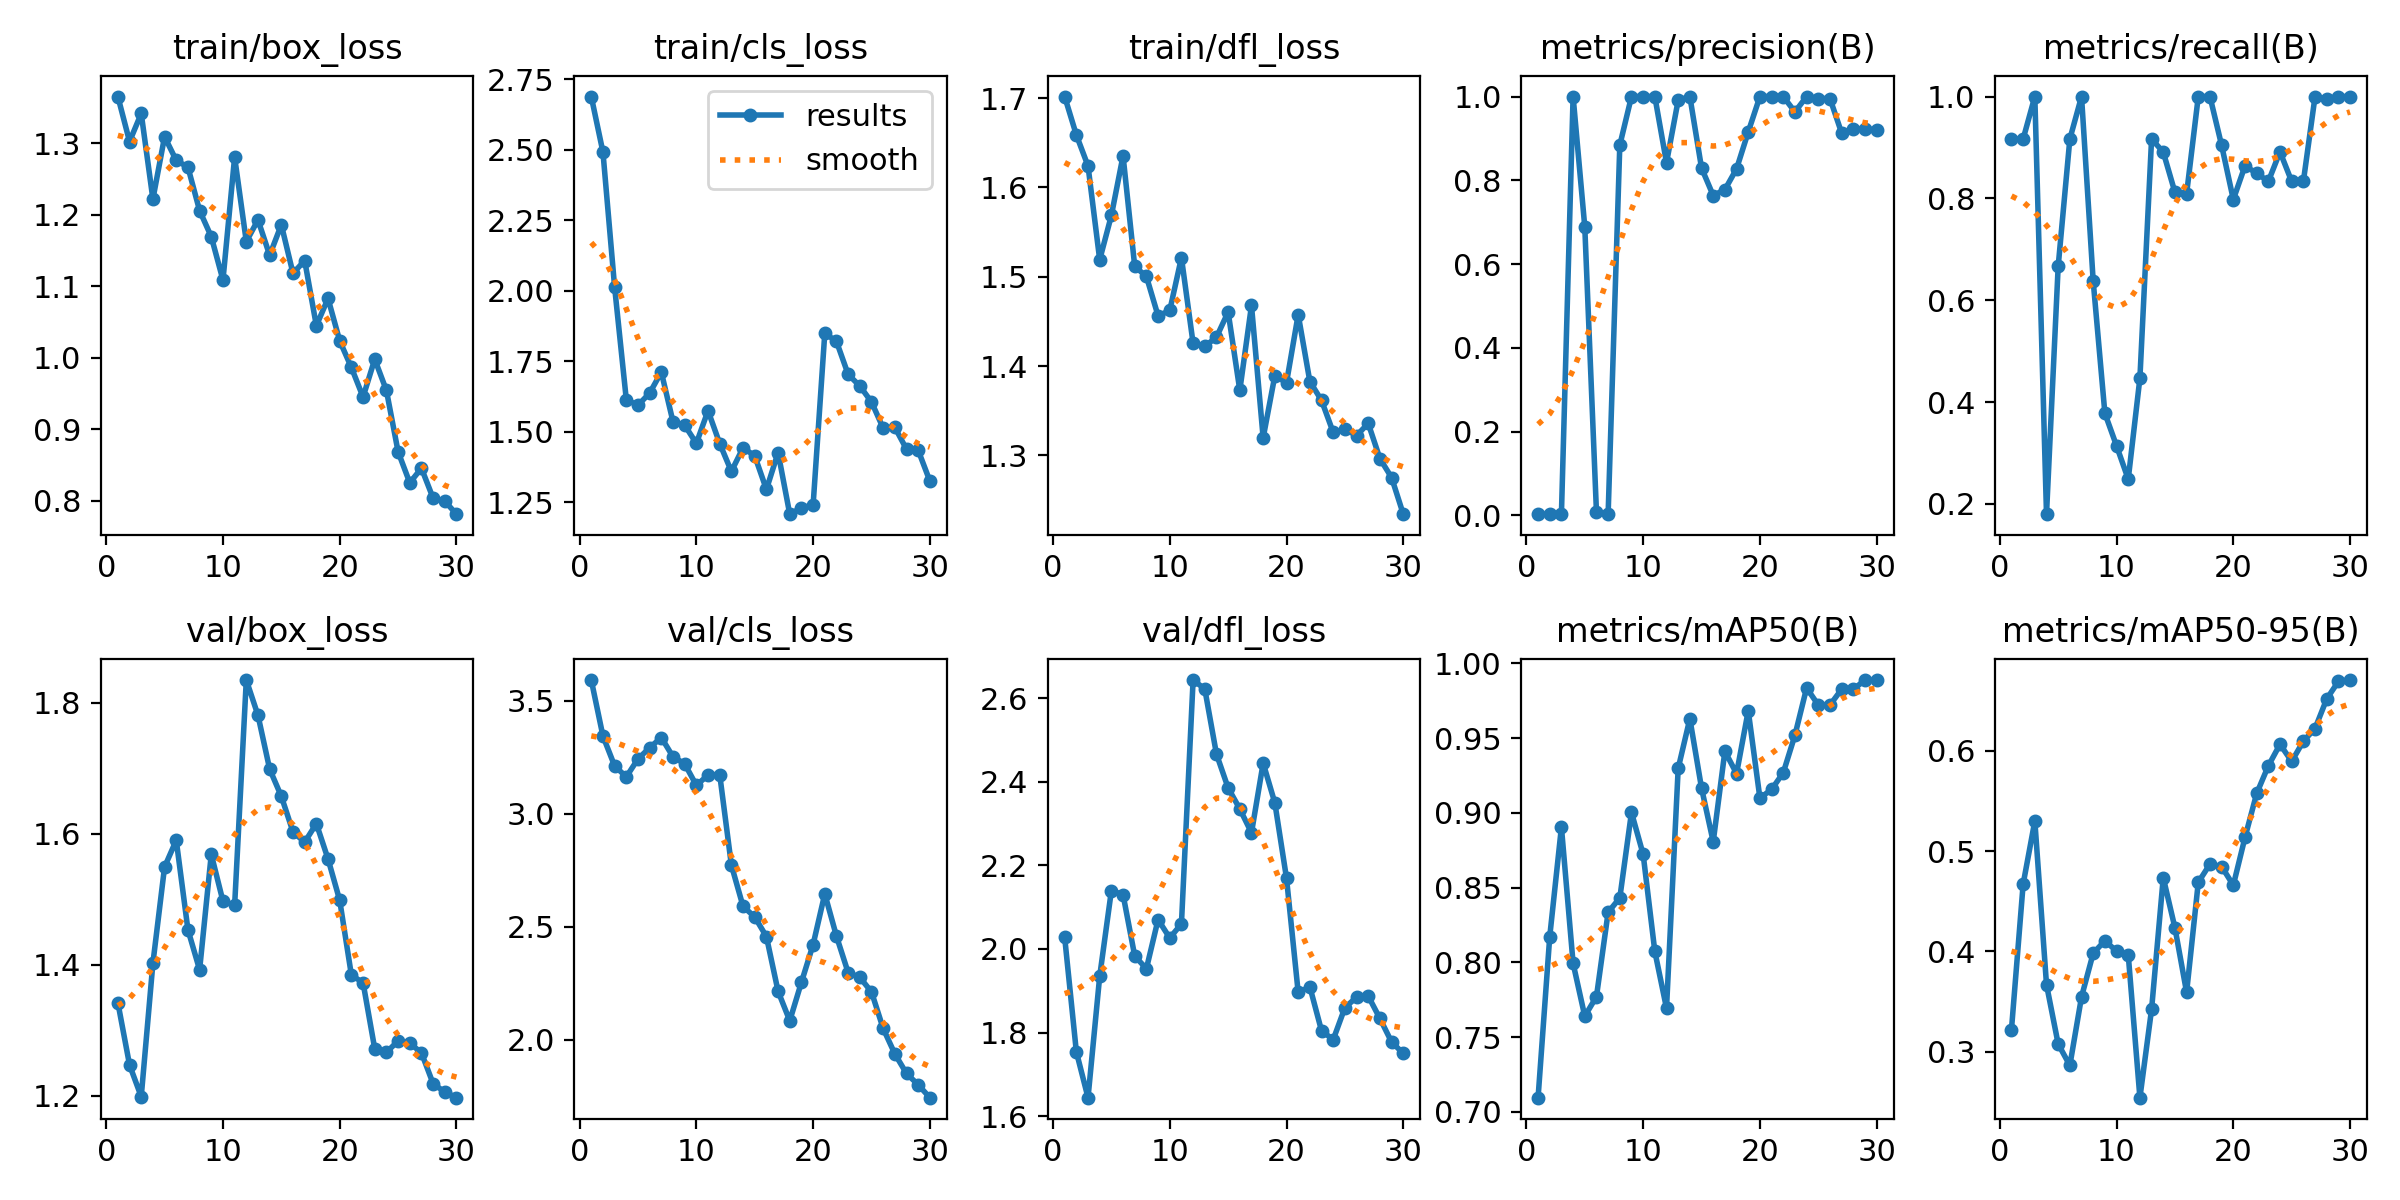 train/box_loss
train/cls_loss
train/dfl_loss
metrics/precision(B)
metrics/recall(B)
1.3
1.2
1.1
1.0
0.9
0.8
0 10 20 30
2.75
2.50
2.25
2.00
1.75
1.50
1.25
0 10 20 30
results
smooth
1.7
1.6
1.5
1.4
1.3
0 10 20 30
1.0
0.8
0.6
0.4
0.2
0.0
0 10 20 30
1.0
0.8
0.6
0.4
0.2
0 10 20 30
val/box_loss
val/cls_loss
val/dfl_loss
metrics/mAP50(B)
metrics/mAP50-95(B)
1.8
1.6
1.4
1.2
0 10 20 30
3.5
3.0
2.5
2.0
0 10 20 30
2.6
2.4
2.2
2.0
1.8
1.6
0 10 20 30
1.00
0.95
0.90
0.85
0.80
0.75
0.70
0 10 20 30
0.6
0.5
0.4
0.3
0 10 20 30